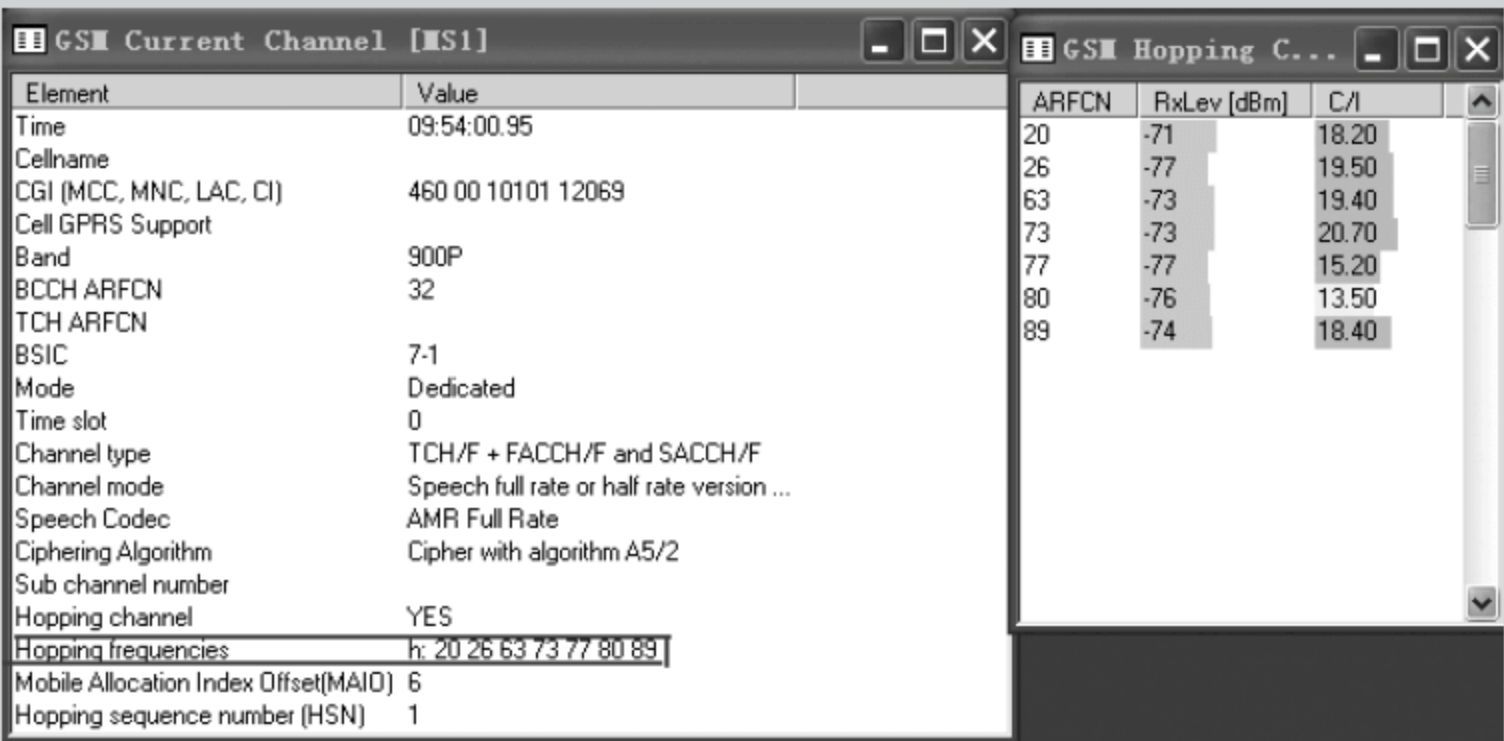 GSM Current Channel [MS1]
Element Value
Time 09:54:00.95
Cellname
CGI (MCC, MNC, LAC, CI) 460 00 10101 12069
Cell GPRS Support
Band 900P
BCCH ARFCN 32
TCH ARFCN
BSIC 7-1
Mode Dedicated
Time slot 0
Channel type TCH/F + FACCH/F and SACCH/F
Channel mode Speech full rate or half rate version ...
Speech Codec AMR Full Rate
Ciphering Algorithm Cipher with algorithm A5/2
Sub channel number
Hopping channel YES
Hopping frequencies h: 20 26 63 73 77 80 89
Mobile Allocation Index Offset(MAIO) 6
Hopping sequence number (HSN) 1
GSM Hopping C...
ARFCN RxLev [dBm] C/I
20 -71 18.20
26 -77 19.50
63 -73 19.40
73 -73 20.70
77 -77 15.20
80 -76 13.50
89 -74 18.40